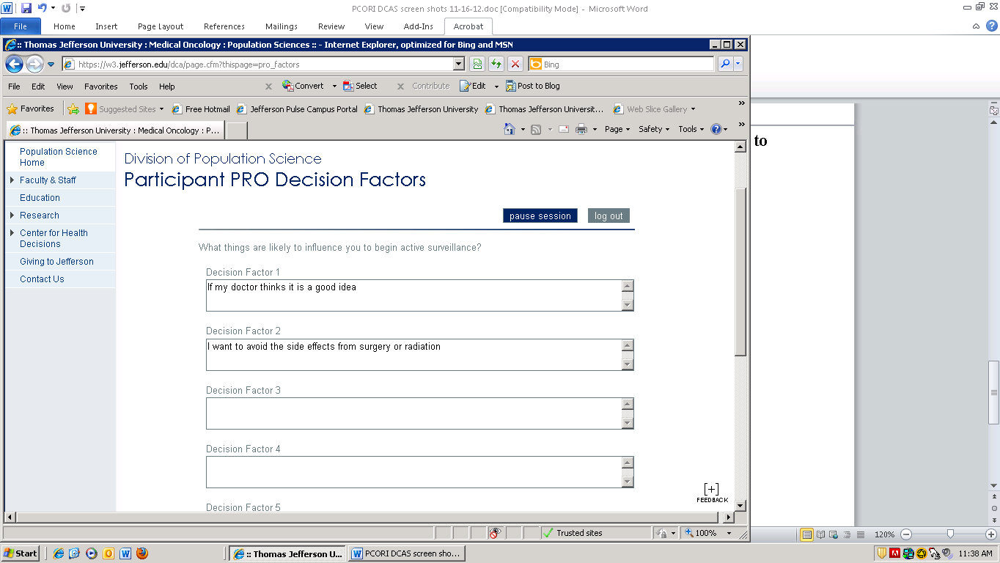 PCORI DCAS screen shots 11-16-12.doc [Compatibility Mode] - Microsoft Word
File Home Insert Page Layout References Mailings Review View Add-Ins Acrobat
:: Thomas Jefferson University : Medical Oncology : Population Sciences :: - Internet Explorer, optimized for Bing and MSN
https://w3.jefferson.edu/dca/page.cfm?thispage=pro_factors
Bing
File Edit View Favorites Tools Help
x Convert Select x Contribute Edit Post to Blog
Favorites Suggested Sites Free Hotmail Jefferson Pulse Campus Portal Thomas Jefferson University Thomas Jefferson Universit... Web Slice Gallery
:: Thomas Jefferson University : Medical Oncology : P...
Page Safety Tools
to
Population Science
Home
Faculty & Staff
Education
Research
Center for Health
Decisions
Giving to Jefferson
Contact Us
Division of Population Science
Participant PRO Decision Factors
pause session log out
What things are likely to influence you to begin active surveillance?
Decision Factor 1
If my doctor thinks it is a good idea
Decision Factor 2
I want to avoid the side effects from surgery or radiation
Decision Factor 3
Decision Factor 4
Decision Factor 5
[+]
FEEDBACK
Trusted sites 100%
120%
Start
:: Thomas Jefferson U...
PCORI DCAS screen sho...
11:38 AM